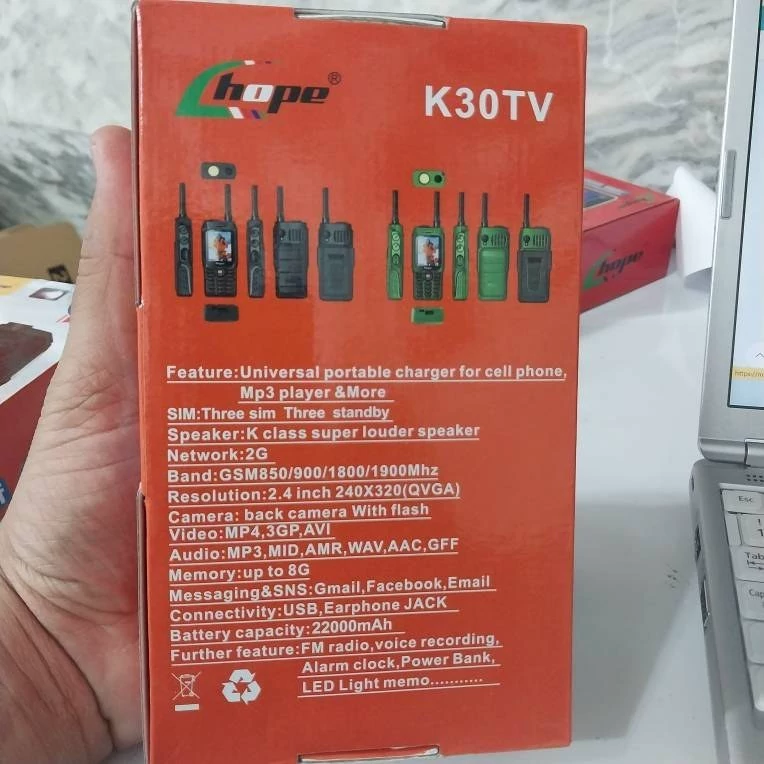 hope®
K30TV
Feature:Universal portable charger for cell phone,
Mp3 player &More
SIM:Three sim Three standby
Speaker:K class super louder speaker
Network:2G
Band:GSM850/900/1800/1900Mhz
Resolution:2.4 inch 240X320(QVGA)
Camera: back camera With flash
Video:MP4,3GP,AVI
Audio:MP3,MID,AMR,WAV,AAC,GFF
Memory:up to 8G
Messaging&SNS:Gmail,Facebook,Email
Connectivity:USB,Earphone JACK
Battery capacity:22000mAh
Further feature:FM radio,voice recording,
Alarm clock,Power Bank,
LED Light memo...........
hope
Esc
Tab